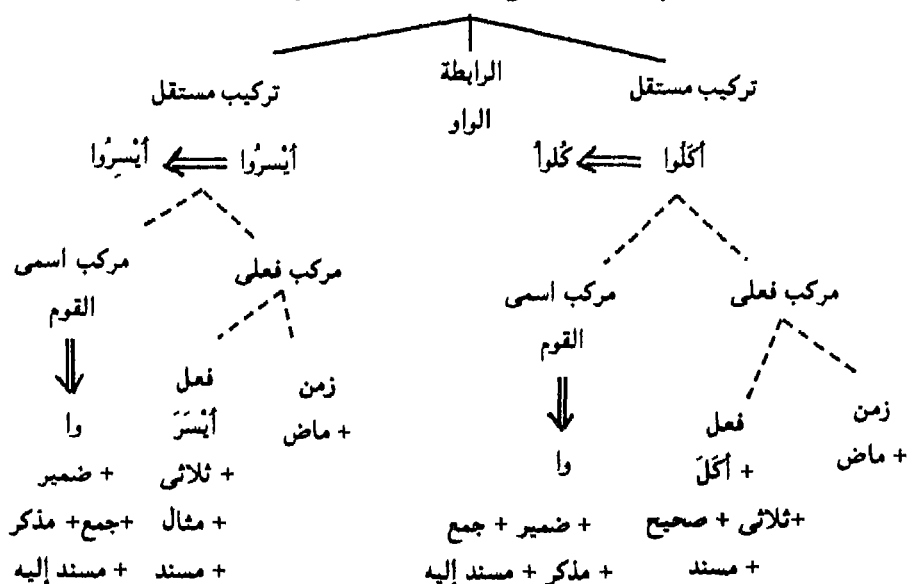 الرابطة
الواو
تركيب مستقل
أكَلُوا
كُلوا
مركب فعلى
زمن
+ ماض
فعل
+ أكَلَ
+ثلاثى + صحيح
+ مسند
مركب اسمى
القوم
وا
+ ضمير + جمع
+ مذكر + مسند إليه
تركيب مستقل
أيْسرُوا
أيْسِرُوا
مركب فعلى
زمن
+ ماض
فعل
أيْسَرَ
+ ثلاثى
+ مثال
+ مسند
مركب اسمى
القوم
وا
+ ضمير
+جمع+ مذكر
+ مسند إليه